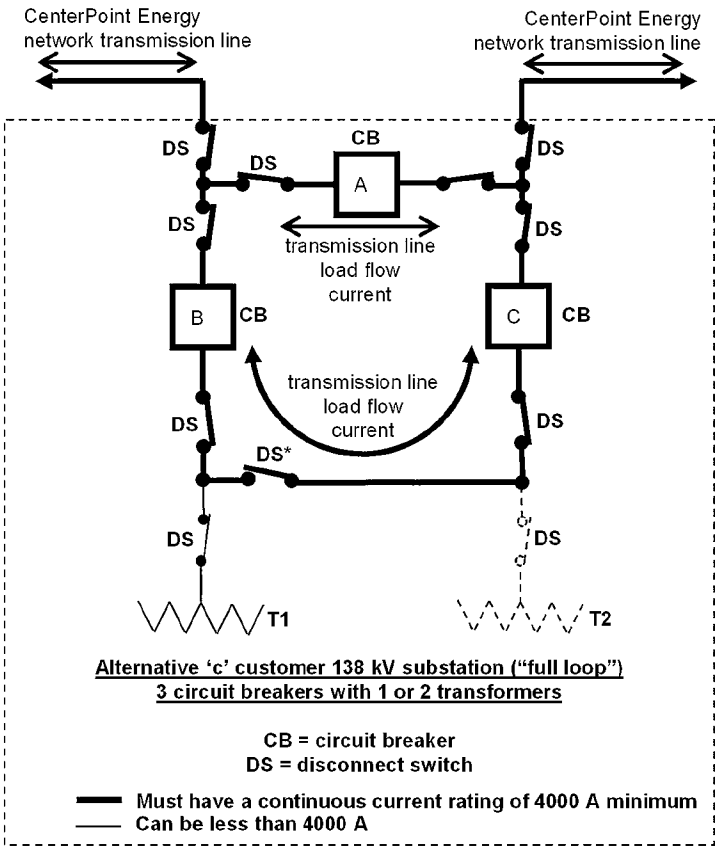 CenterPoint Energy
network transmission line
CenterPoint Energy
network transmission line
DS
CB
DS
DS
A
DS
DS
transmission line
load flow
current
B
CB
C
CB
transmission line
load flow
current
DS
DS
DS*
DS
DS
T1
T2
Alternative ‘c’ customer 138 kV substation (“full loop”)
3 circuit breakers with 1 or 2 transformers
CB = circuit breaker
DS = disconnect switch
Must have a continuous current rating of 4000 A minimum
Can be less than 4000 A